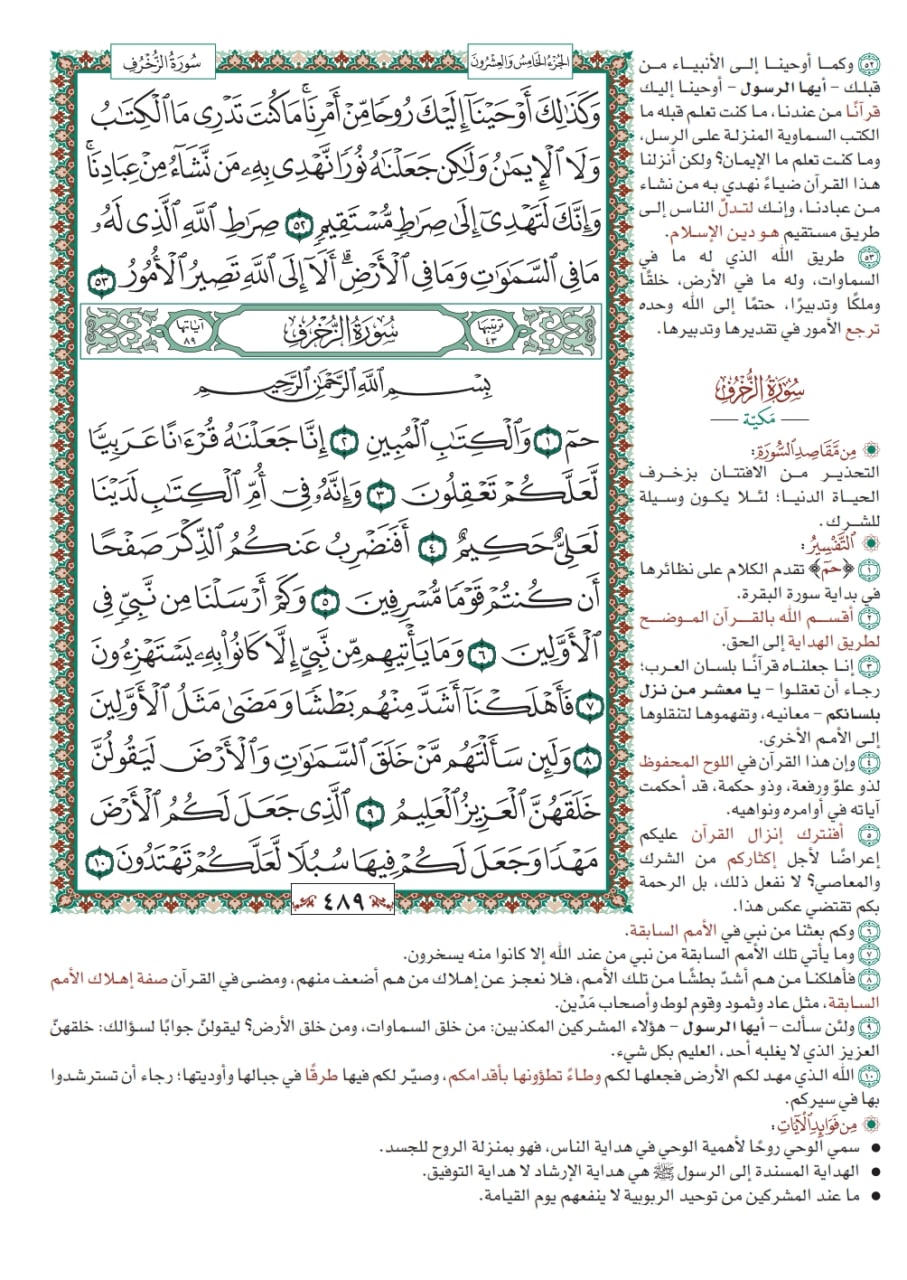 سُورَةُ الزُّخْرُفِ
الجُزْءُ الخَامِسُ وَالعِشْرُونَ
وَكَذَٰلِكَ أَوْحَيْنَآ إِلَيْكَ رُوحًا مِّنْ أَمْرِنَا ۚ مَا كُنتَ تَدْرِى مَا ٱلْكِتَٰبُ
وَلَا ٱلْإِيمَٰنُ وَلَٰكِن جَعَلْنَٰهُ نُورًا نَّهْدِى بِهِۦ مَن نَّشَآءُ مِنْ عِبَادِنَا ۚ
وَإِنَّكَ لَتَهْدِىٓ إِلَىٰ صِرَٰطٍ مُّسْتَقِيمٍ ٥٢ صِرَٰطِ ٱللَّهِ ٱلَّذِى لَهُۥ
مَا فِى ٱلسَّمَٰوَٰتِ وَمَا فِى ٱلْأَرْضِ ۗ أَلَآ إِلَى ٱللَّهِ تَصِيرُ ٱلْأُمُورُ ٥٣
ترتيبها ٤٣ سُورَةُ الزُّخْرُفِ آياتها ٨٩
بِسْمِ ٱللَّهِ ٱلرَّحْمَٰنِ ٱلرَّحِيمِ
حمٓ ١ وَٱلْكِتَٰبِ ٱلْمُبِينِ ٢ إِنَّا جَعَلْنَٰهُ قُرْءَٰنًا عَرَبِيًّا
لَّعَلَّكُمْ تَعْقِلُونَ ٣ وَإِنَّهُۥ فِىٓ أُمِّ ٱلْكِتَٰبِ لَدَيْنَا
لَعَلِىٌّ حَكِيمٌ ٤ أَفَنَضْرِبُ عَنكُمُ ٱلذِّكْرَ صَفْحًا
أَن كُنتُمْ قَوْمًا مُّسْرِفِينَ ٥ وَكَمْ أَرْسَلْنَا مِن نَّبِىٍّ فِى
ٱلْأَوَّلِينَ ٦ وَمَا يَأْتِيهِم مِّن نَّبِىٍّ إِلَّا كَانُوا۟ بِهِۦ يَسْتَهْزِءُونَ
٧ فَأَهْلَكْنَآ أَشَدَّ مِنْهُم بَطْشًا وَمَضَىٰ مَثَلُ ٱلْأَوَّلِينَ
٨ وَلَئِن سَأَلْتَهُم مَّنْ خَلَقَ ٱلسَّمَٰوَٰتِ وَٱلْأَرْضَ لَيَقُولُنَّ
خَلَقَهُنَّ ٱلْعَزِيزُ ٱلْعَلِيمُ ٩ ٱلَّذِى جَعَلَ لَكُمُ ٱلْأَرْضَ
مَهْدًا وَجَعَلَ لَكُمْ فِيهَا سُبُلًا لَّعَلَّكُمْ تَهْتَدُونَ ١٠
٤٨٩
٥٢ وكما أوحينا إلى الأنبياء من
قبلك – أيها الرسول – أوحينا إليك
قرآنًا من عندنا، ما كنت تعلم قبله ما
الكتب السماوية المنزلة على الرسل،
وما كنت تعلم ما الإيمان؟ ولكن أنزلنا
هذا القرآن ضياءً نهدي به من نشاء
من عبادنا، وإنك لتدلّ الناس إلى
طريق مستقيم هو دين الإسلام.
٥٣ طريق الله الذي له ما في
السماوات، وله ما في الأرض، خلقًا
وملكًا وتدبيرًا، حتمًا إلى الله وحده
ترجع الأمور في تقديرها وتدبيرها.
سُورَةُ الزُّخْرُفِ
— مَكيّة —
مِن مَّقَاصِدِ السُّورَةِ:
التحذير من الافتتان بزخرف
الحياة الدنيا؛ لئلا يكون وسيلة
للشرك.
التَّفْسِيرُ:
١ ﴿حمٓ﴾ تقدم الكلام على نظائرها
في بداية سورة البقرة.
٢ أقسم الله بالقرآن الموضح
لطريق الهداية إلى الحق.
٣ إنا جعلناه قرآنًا بلسان العرب؛
رجاء أن تعقلوا – يا معشر من نزل
بلسانكم – معانيه، وتفهموها لتنقلوها
إلى الأمم الأخرى.
٤ وإن هذا القرآن في اللوح المحفوظ
لذو علوّ ورفعة، وذو حكمة، قد أحكمت
آياته في أوامره ونواهيه.
٥ أفنترك إنزال القرآن عليكم
إعراضًا لأجل إكثاركم من الشرك
والمعاصي؟ لا نفعل ذلك، بل الرحمة
بكم تقتضي عكس هذا.
٦ وكم بعثنا من نبي في الأمم السابقة.
٧ وما يأتي تلك الأمم السابقة من نبي من عند الله إلا كانوا منه يسخرون.
٨ فأهلكنا من هم أشدّ بطشًا من تلك الأمم، فلا نعجز عن إهلاك من هم أضعف منهم، ومضى في القرآن صفة إهلاك الأمم
السابقة، مثل عاد وثمود وقوم لوط وأصحاب مَدْين.
٩ ولئن سألت – أيها الرسول – هؤلاء المشركين المكذبين: من خلق السماوات، ومن خلق الأرض؟ ليقولنّ جوابًا لسؤالك: خلقهنّ
العزيز الذي لا يغلبه أحد، العليم بكل شيء.
١٠ الله الذي مهد لكم الأرض فجعلها لكم وطاءً تطؤونها بأقدامكم، وصيّر لكم فيها طرقًا في جبالها وأوديتها؛ رجاء أن تسترشدوا
بها في سيركم.
مِن فَوَائِدِ الآيَاتِ:
• سمي الوحي روحًا لأهمية الوحي في هداية الناس، فهو بمنزلة الروح للجسد.
• الهداية المسندة إلى الرسول ﷺ هي هداية الإرشاد لا هداية التوفيق.
• ما عند المشركين من توحيد الربوبية لا ينفعهم يوم القيامة.